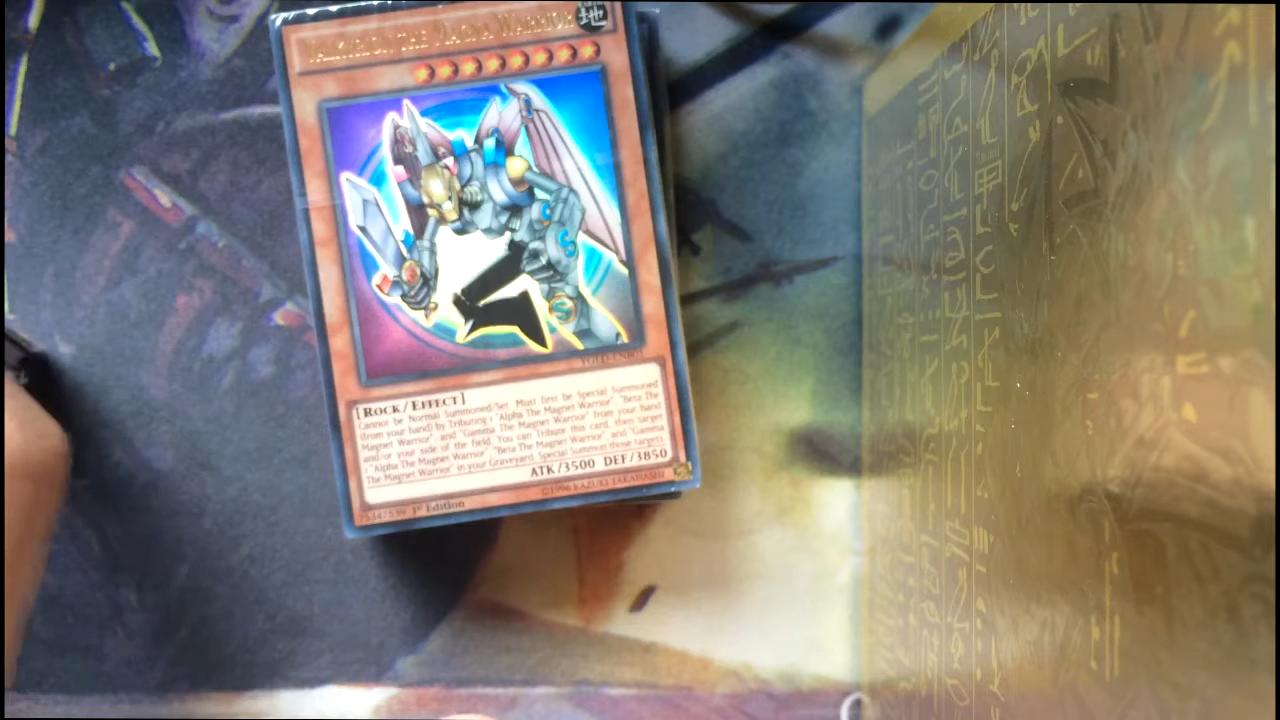 VALKYRION THE MAGNA WARRIOR
地
YGLD-ENB01
[ROCK/EFFECT]
Cannot be Normal Summoned/Set. Must first be Special Summoned
(from your hand) by Tributing 1 "Alpha The Magnet Warrior" "Beta The
Magnet Warrior", and "Gamma The Magnet Warrior" from your hand
and/or your side of the field. You can Tribute this card, then target
1 "Alpha The Magnet Warrior" "Beta The Magnet Warrior" and "Gamma
The Magnet Warrior" in your Graveyard. Special Summon those targets.
ATK/3500 DEF/3850
75347539 1st Edition
©1996 KAZUKI TAKAHASHI